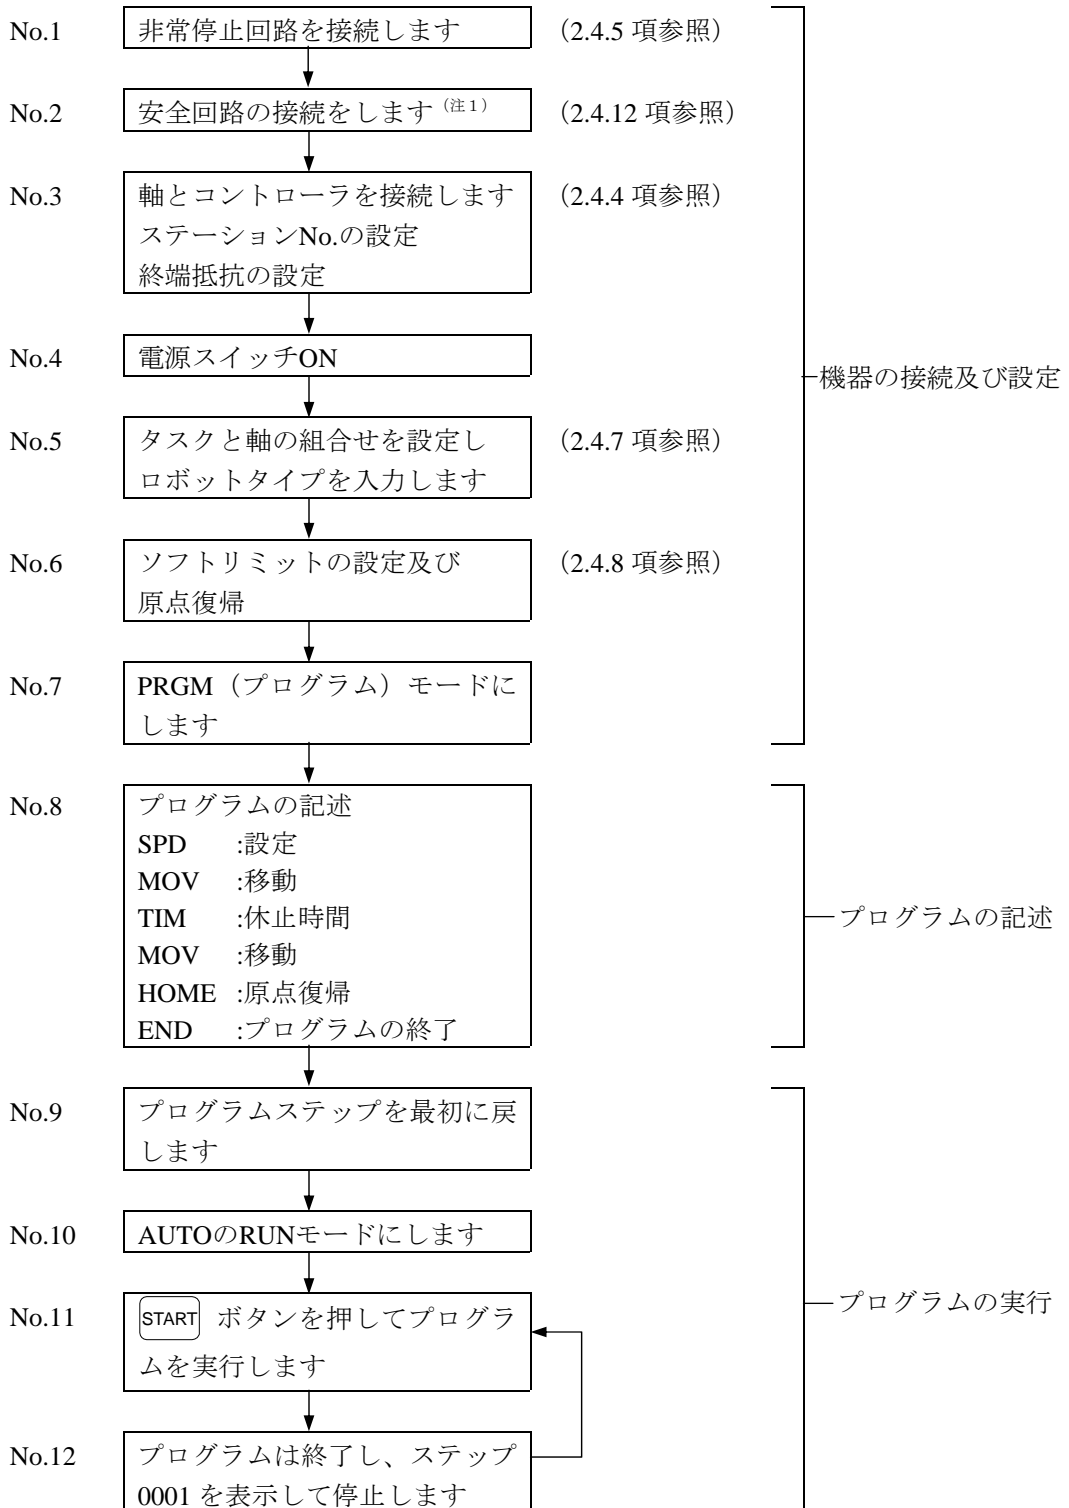 No.1 非常停止回路を接続します （2.4.5 項参照）
No.2 安全回路の接続をします（注１） （2.4.12 項参照）
No.3 軸とコントローラを接続します （2.4.4 項参照）
ステーションNo.の設定
終端抵抗の設定
No.4 電源スイッチON
機器の接続及び設定
No.5 タスクと軸の組合せを設定し （2.4.7 項参照）
ロボットタイプを入力します
No.6 ソフトリミットの設定及び （2.4.8 項参照）
原点復帰
No.7 PRGM（プログラム）モードに
します
No.8 プログラムの記述
SPD :設定
MOV :移動
TIM :休止時間
MOV :移動
HOME :原点復帰
END :プログラムの終了
プログラムの記述
No.9 プログラムステップを最初に戻
します
No.10 AUTOのRUNモードにします
No.11 START ボタンを押してプログラ
ムを実行します
プログラムの実行
No.12 プログラムは終了し、ステップ
0001 を表示して停止します